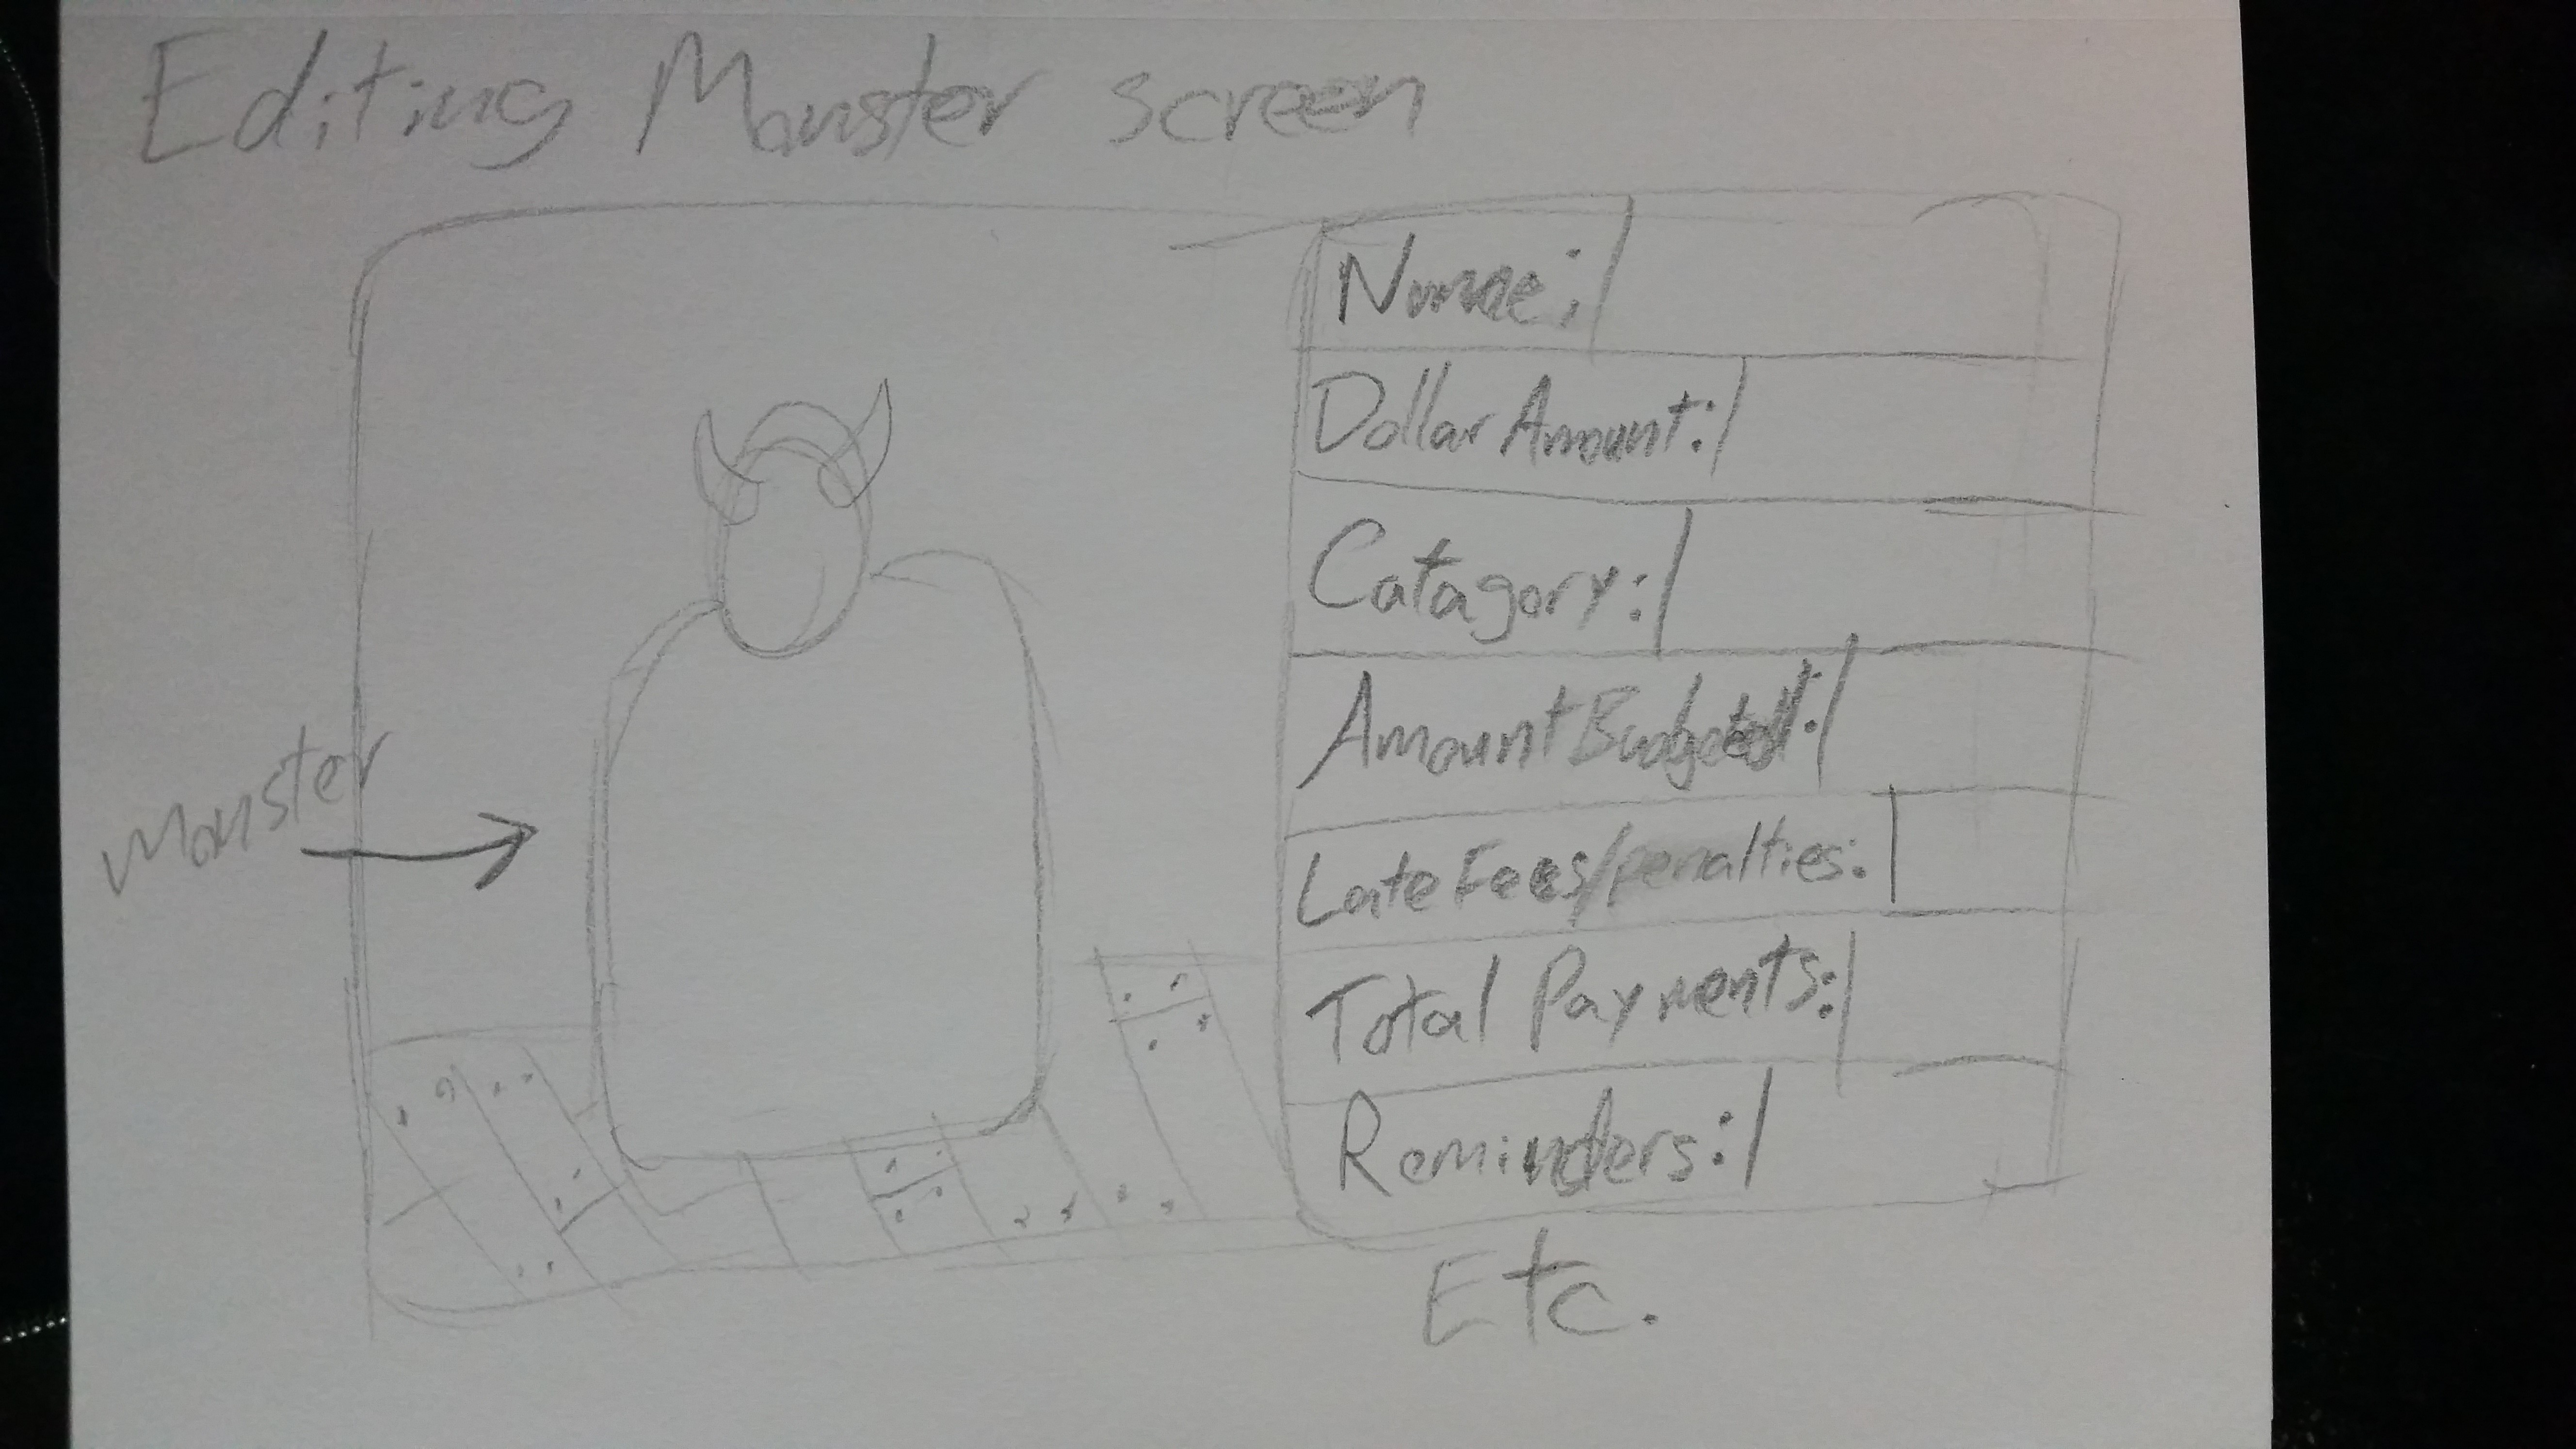 Editing Monster screen
Name:
Dollar Amount:
Catagory:
Amount Budgeted:
Monster
Late Fees/penalties:
Total Payments:
Reminders:
Etc.